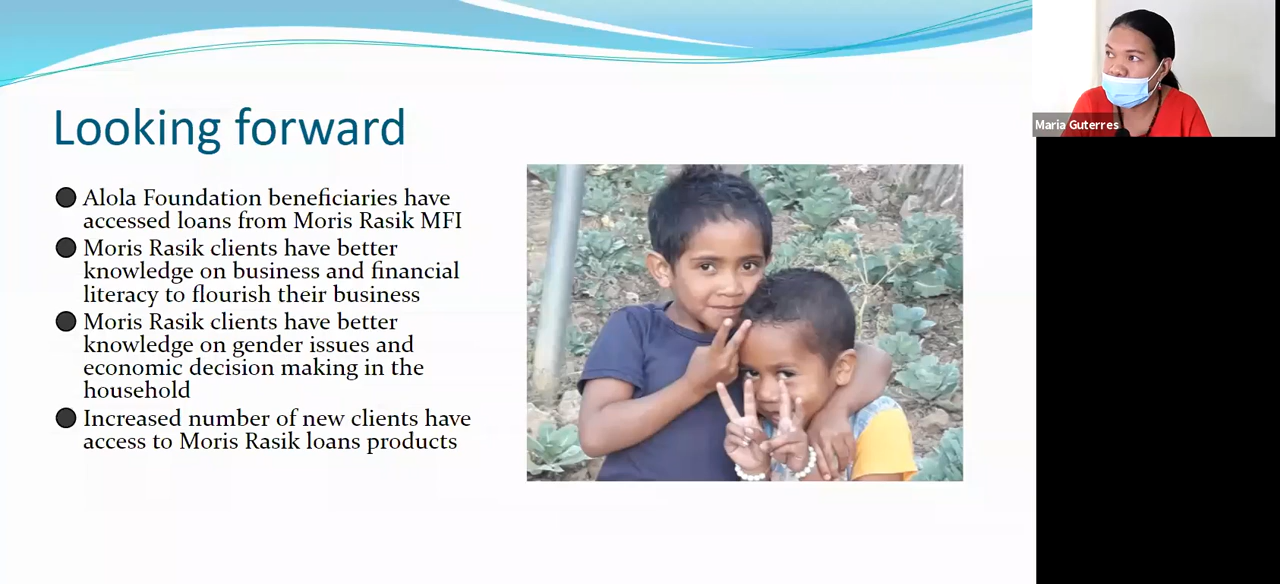 Looking forward
Alola Foundation beneficiaries have
accessed loans from Moris Rasik MFI
Moris Rasik clients have better
knowledge on business and financial
literacy to flourish their business
Moris Rasik clients have better
knowledge on gender issues and
economic decision making in the
household
Increased number of new clients have
access to Moris Rasik loans products
Maria Guterres